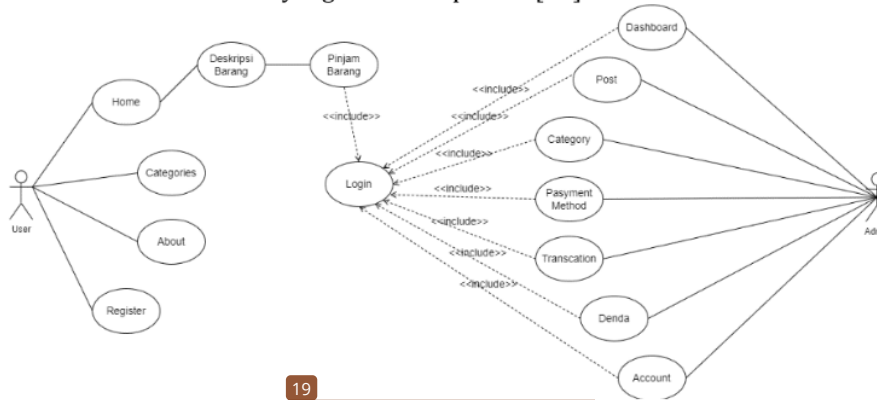 Dashboard
Deskripsi
Barang
Pinjam
Barang
Post
Home
<<include>>
<<include>>
<<include>>
Category
<<include>>
Categories
Login
<<include>>
Pasyment
Method
User
About
<<include>>
<<include>>
Transcation
<<include>>
Register
Denda
Account
19